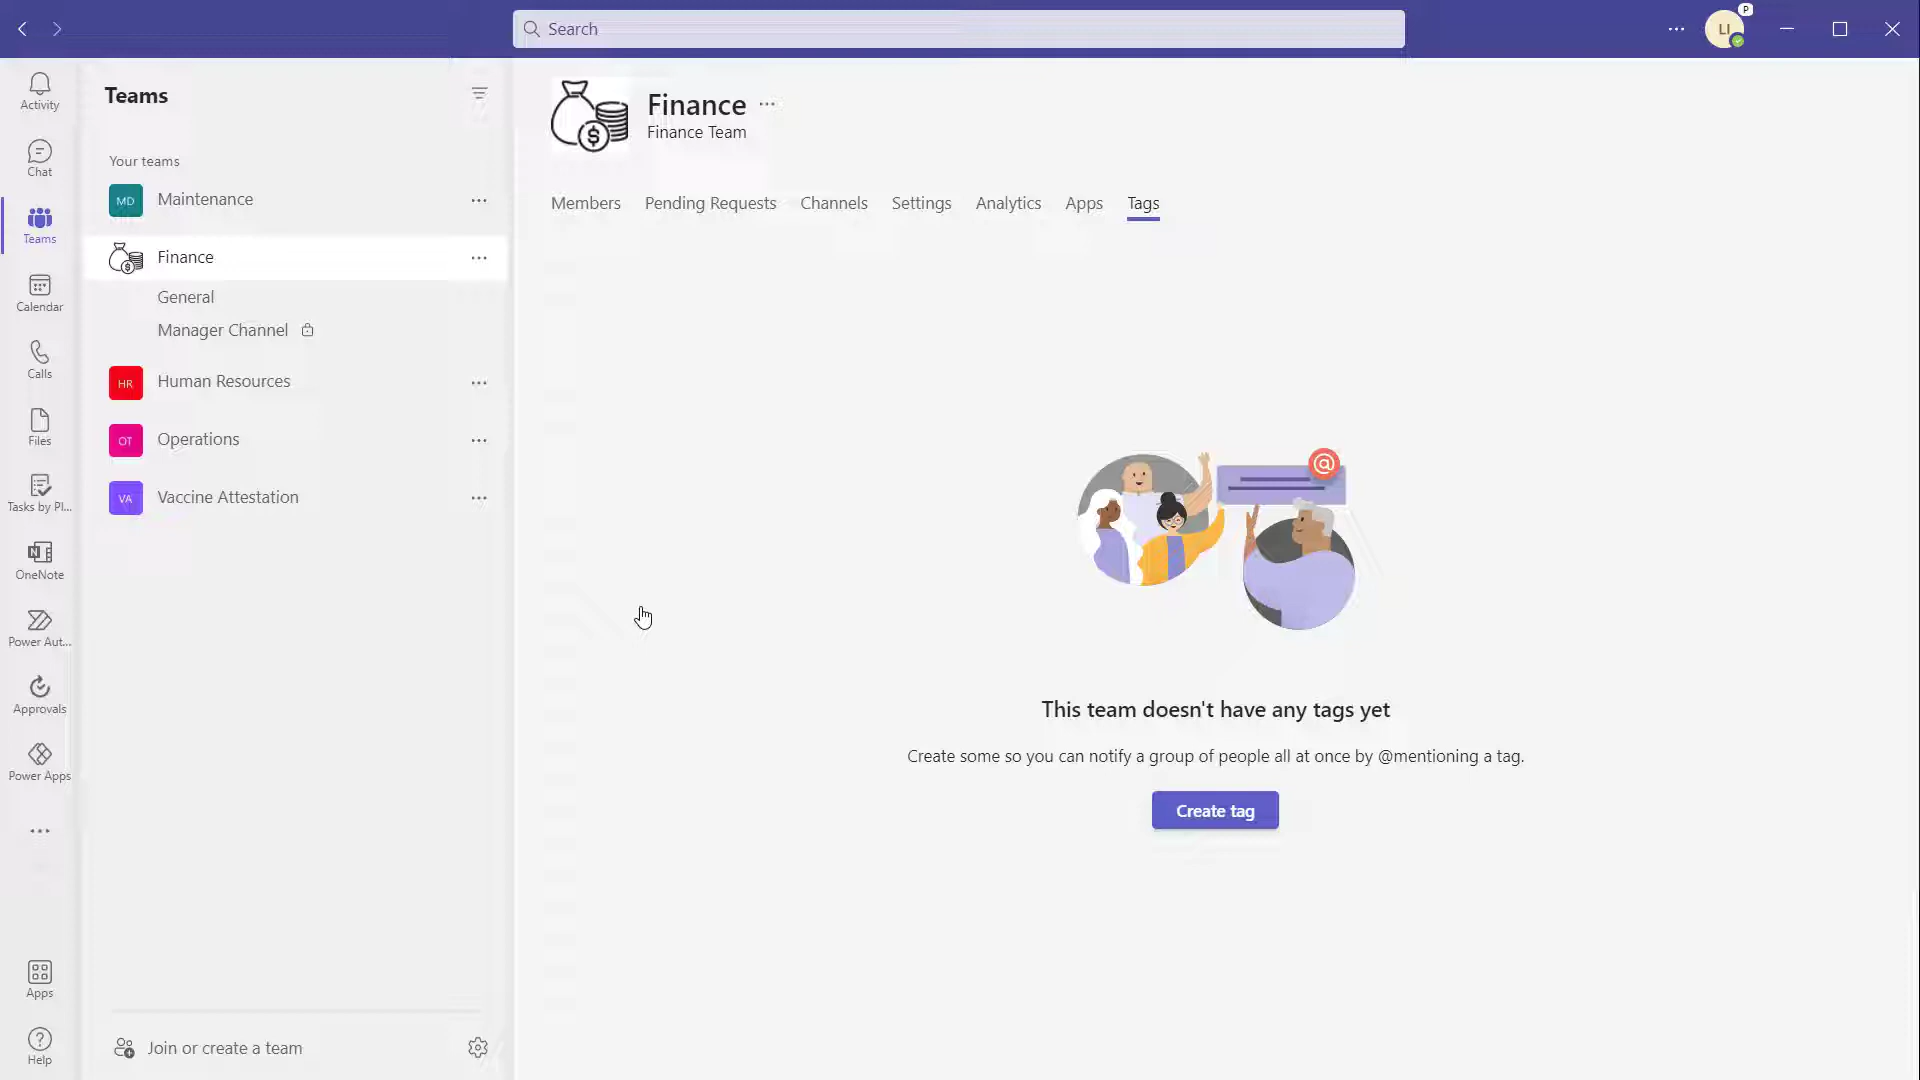 Search
LI
P
Activity
Chat
Teams
Calendar
Calls
Files
Tasks by Pl...
OneNote
Power Aut...
Approvals
Power Apps
Apps
Help
Teams
Your teams
MD Maintenance
Finance
General
Manager Channel
HR Human Resources
OT Operations
VA Vaccine Attestation
Join or create a team
Finance
Finance Team
Members Pending Requests Channels Settings Analytics Apps Tags
@
This team doesn't have any tags yet
Create some so you can notify a group of people all at once by @mentioning a tag.
Create tag